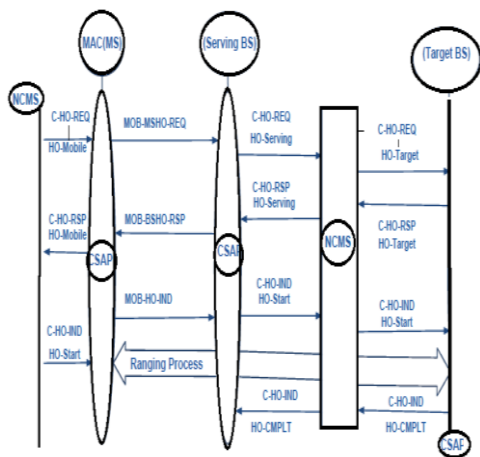 MAC(MS)
(Serving BS)
(Target BS)
NCMS
C-HO-REQ
HO-Mobile
MOB-MSHO-REQ
C-HO-REQ
HO-Serving
C-HO-REQ
HO-Target
C-HO-RSP
HO-Mobile
MOB-BSHO-RSP
C-HO-RSP
HO-Serving
C-HO-RSP
HO-Target
CSAP
CSAP
NCMS
MOB-HO-IND
C-HO-IND
HO-Start
C-HO-IND
HO-Start
C-HO-IND
HO-Start
Ranging Process
C-HO-IND
HO-CMPLT
C-HO-IND
HO-CMPLT
CSAP